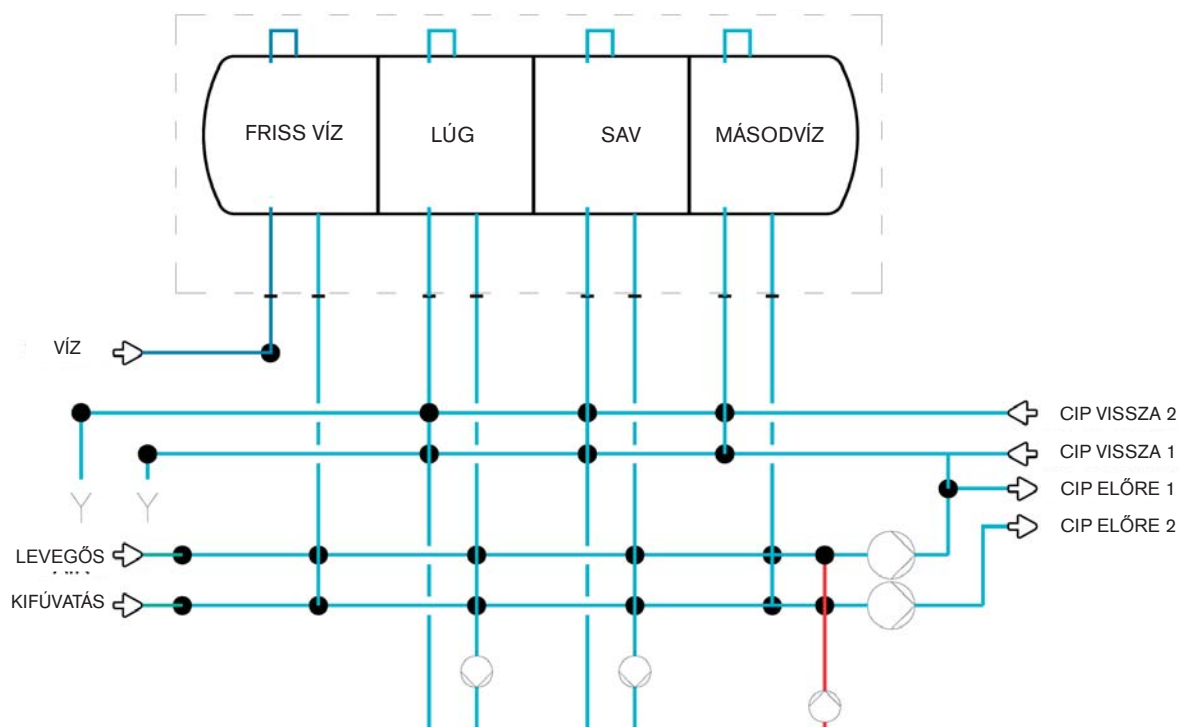 FRISS VÍZ
LÚG
SAV
MÁSODVÍZ
VÍZ
CIP VISSZA 2
CIP VISSZA 1
CIP ELŐRE 1
CIP ELŐRE 2
LEVEGŐS
KIFÚVATÁS